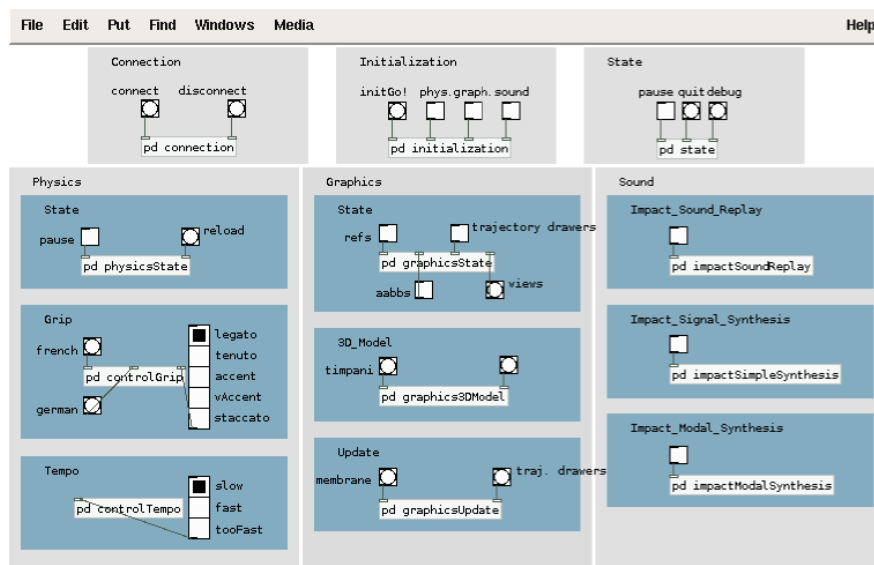 File Edit Put Find Windows Media Help
Connection
connect disconnect
pd connection
Initialization
initGo! phys.graph. sound
pd initialization
State
pause quit debug
pd state
Physics
State
pause
reload
pd physicsState
Grip
french
german
pd controlGrip
legato
tenuto
accent
vAccent
staccato
Tempo
pd controlTempo
slow
fast
tooFast
Graphics
State
refs
trajectory drawers
pd graphicsState
aabbs
views
3D_Model
timpani
pd graphics3DModel
Update
membrane
traj. drawers
pd graphicsUpdate
Sound
Impact_Sound_Replay
pd impactSoundReplay
Impact_Signal_Synthesis
pd impactSimpleSynthesis
Impact_Modal_Synthesis
pd impactModalSynthesis